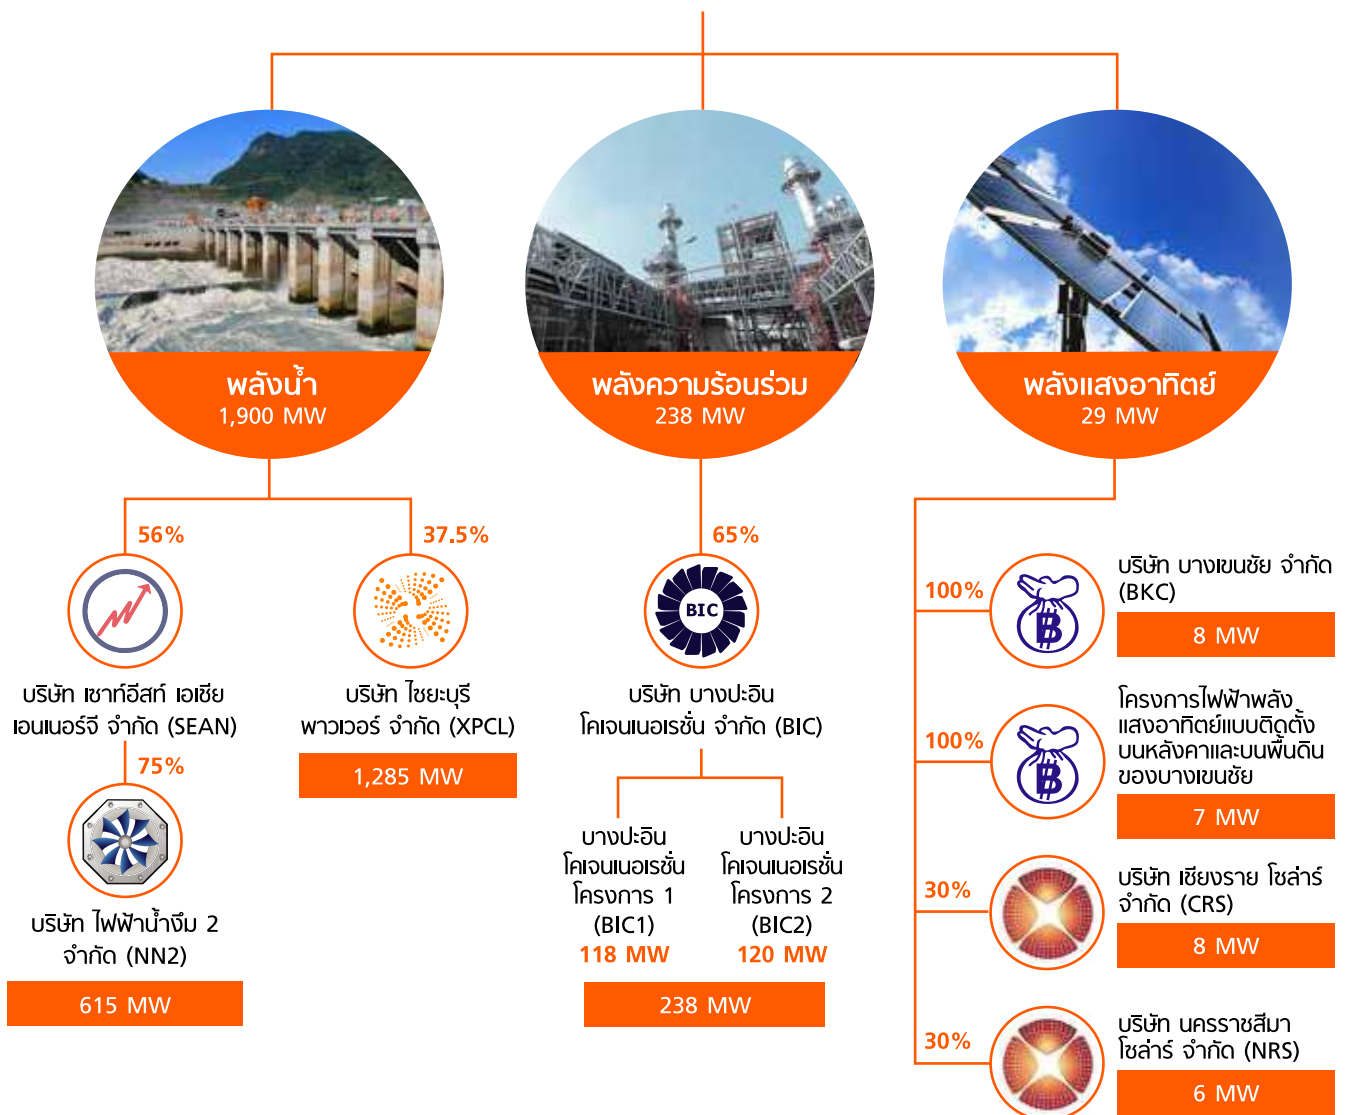 พลังน้ำ
1,900 MW
พลังความร้อนร่วม
238 MW
พลังแสงอาทิตย์
29 MW
56%
บริษัท เซาท์อีสท์ เอเชีย
เอนเนอร์จี จำกัด (SEAN)
75%
บริษัท ไฟฟ้าน้ำงึม 2
จำกัด (NN2)
615 MW
37.5%
บริษัท ไซยะบุรี
พาวเวอร์ จำกัด (XPCL)
1,285 MW
65%
BIC
บริษัท บางปะอิน
โคเจนเนอเรชั่น จำกัด (BIC)
บางปะอิน
โคเจนเนอเรชั่น
โครงการ 1
(BIC1)
118 MW
บางปะอิน
โคเจนเนอเรชั่น
โครงการ 2
(BIC2)
120 MW
238 MW
100%
B
บริษัท บางเขนชัย จำกัด
(BKC)
8 MW
100%
B
โครงการไฟฟ้าพลัง
แสงอาทิตย์แบบติดตั้ง
บนหลังคาและบนพื้นดิน
ของบางเขนชัย
7 MW
30%
บริษัท เชียงราย โซล่าร์
จำกัด (CRS)
8 MW
30%
บริษัท นครราชสีมา
โซล่าร์ จำกัด (NRS)
6 MW